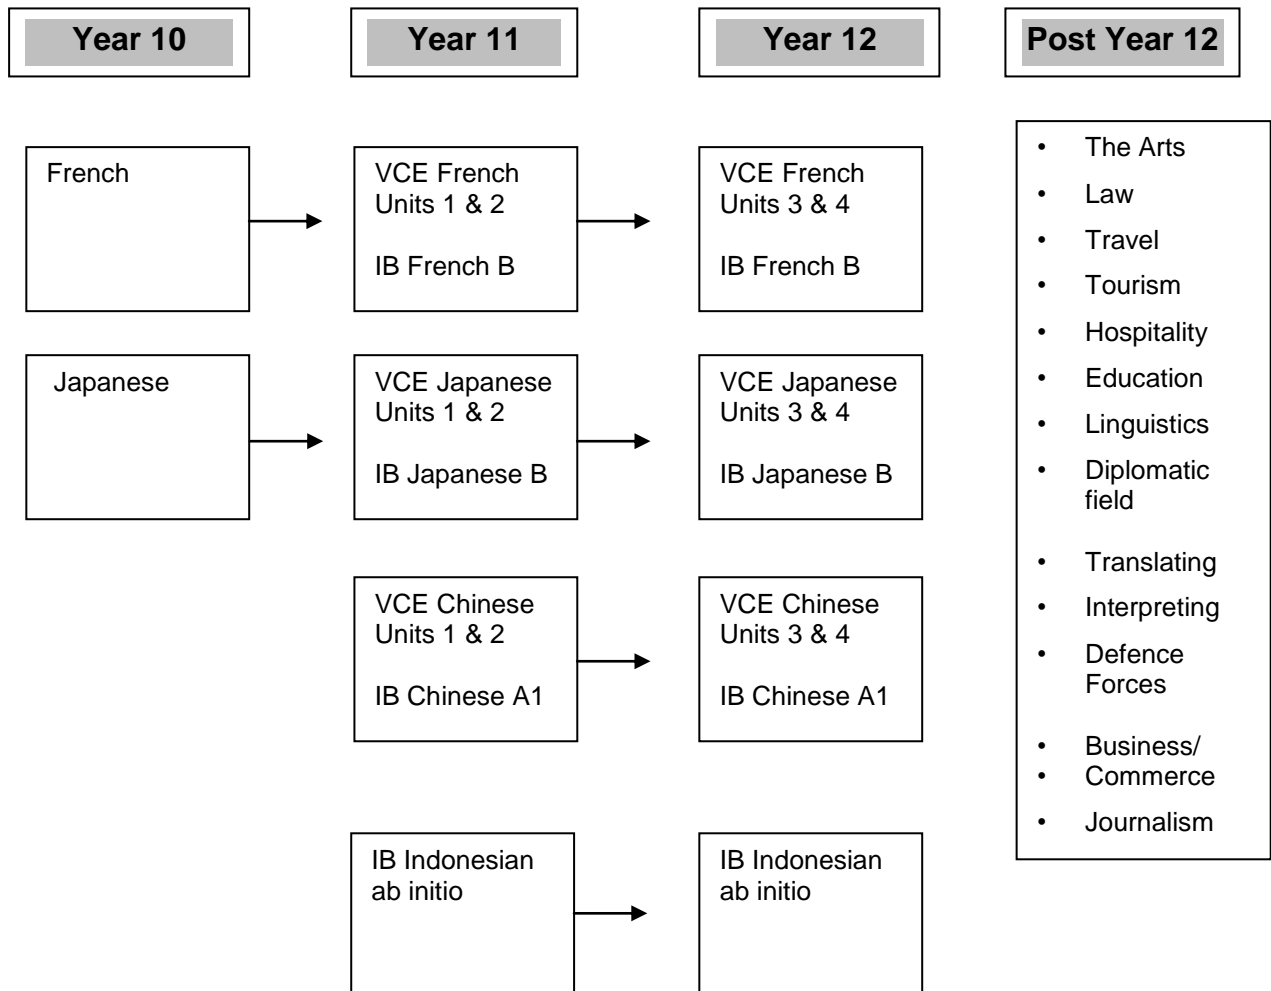 Year 10
Year 11
Year 12
Post Year 12
French
VCE French
Units 1 & 2
IB French B
VCE French
Units 3 & 4
IB French B
Japanese
VCE Japanese
Units 1 & 2
IB Japanese B
VCE Japanese
Units 3 & 4
IB Japanese B
VCE Chinese
Units 1 & 2
IB Chinese A1
VCE Chinese
Units 3 & 4
IB Chinese A1
IB Indonesian
ab initio
IB Indonesian
ab initio
• The Arts
• Law
• Travel
• Tourism
• Hospitality
• Education
• Linguistics
• Diplomatic
field
• Translating
• Interpreting
• Defence
Forces
• Business/
• Commerce
• Journalism